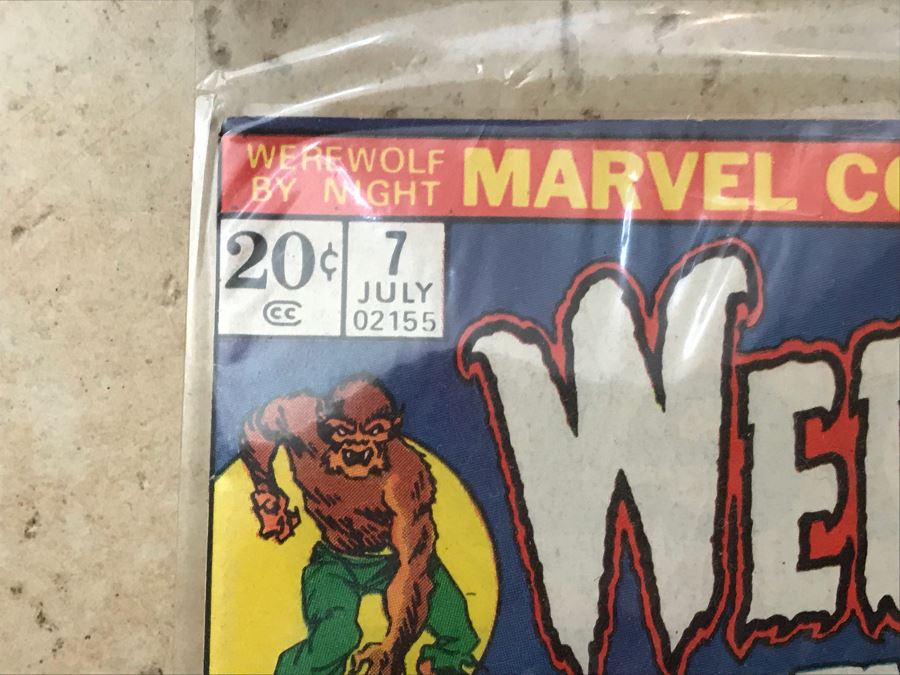 WEREWOLF
BY NIGHT
MARVEL CO
20¢
CC
7
JULY
02155
WE